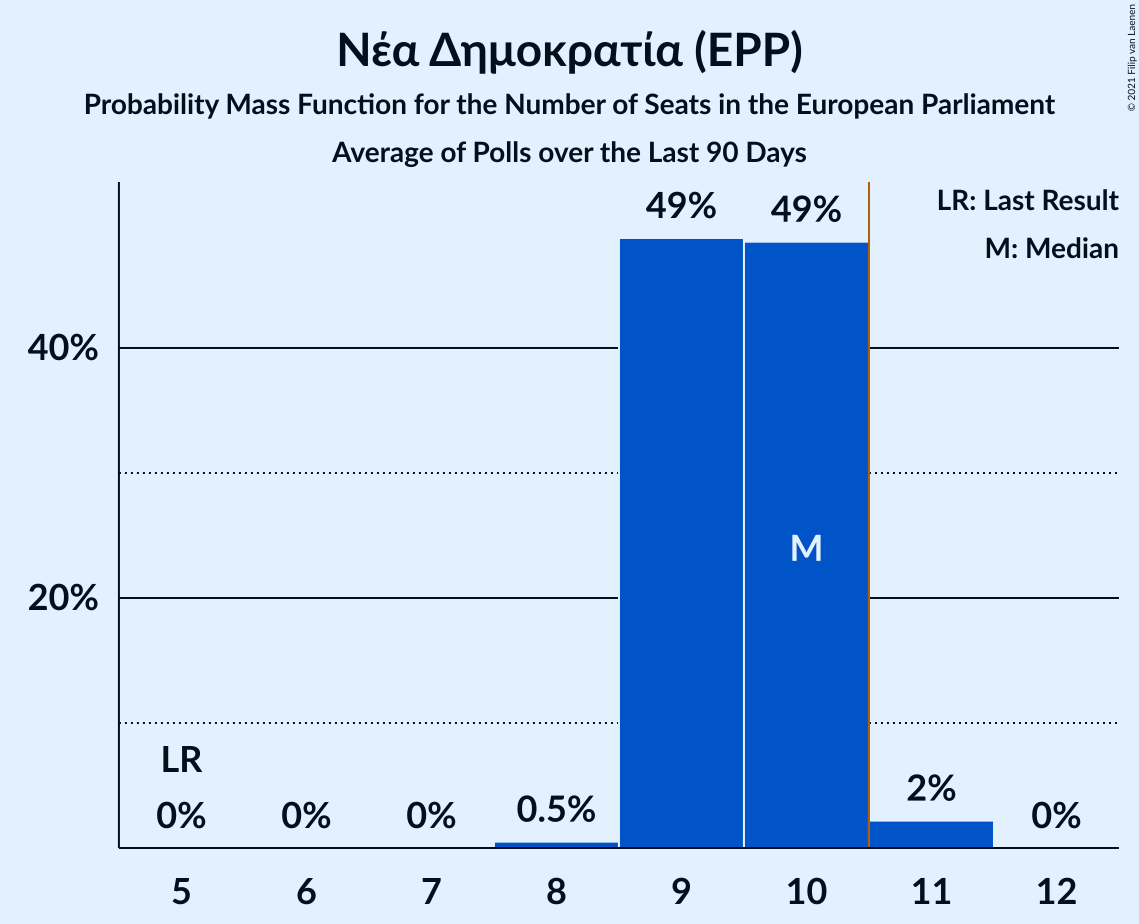 © 2021 Filip van Laenen
Νέα Δημοκρατία (EPP)
Probability Mass Function for the Number of Seats in the European Parliament
Average of Polls over the Last 90 Days
LR: Last Result
M: Median
49%
49%
40%
M
20%
LR
0%
0%
0%
0.5%
2%
0%
5
6
7
8
9
10
11
12